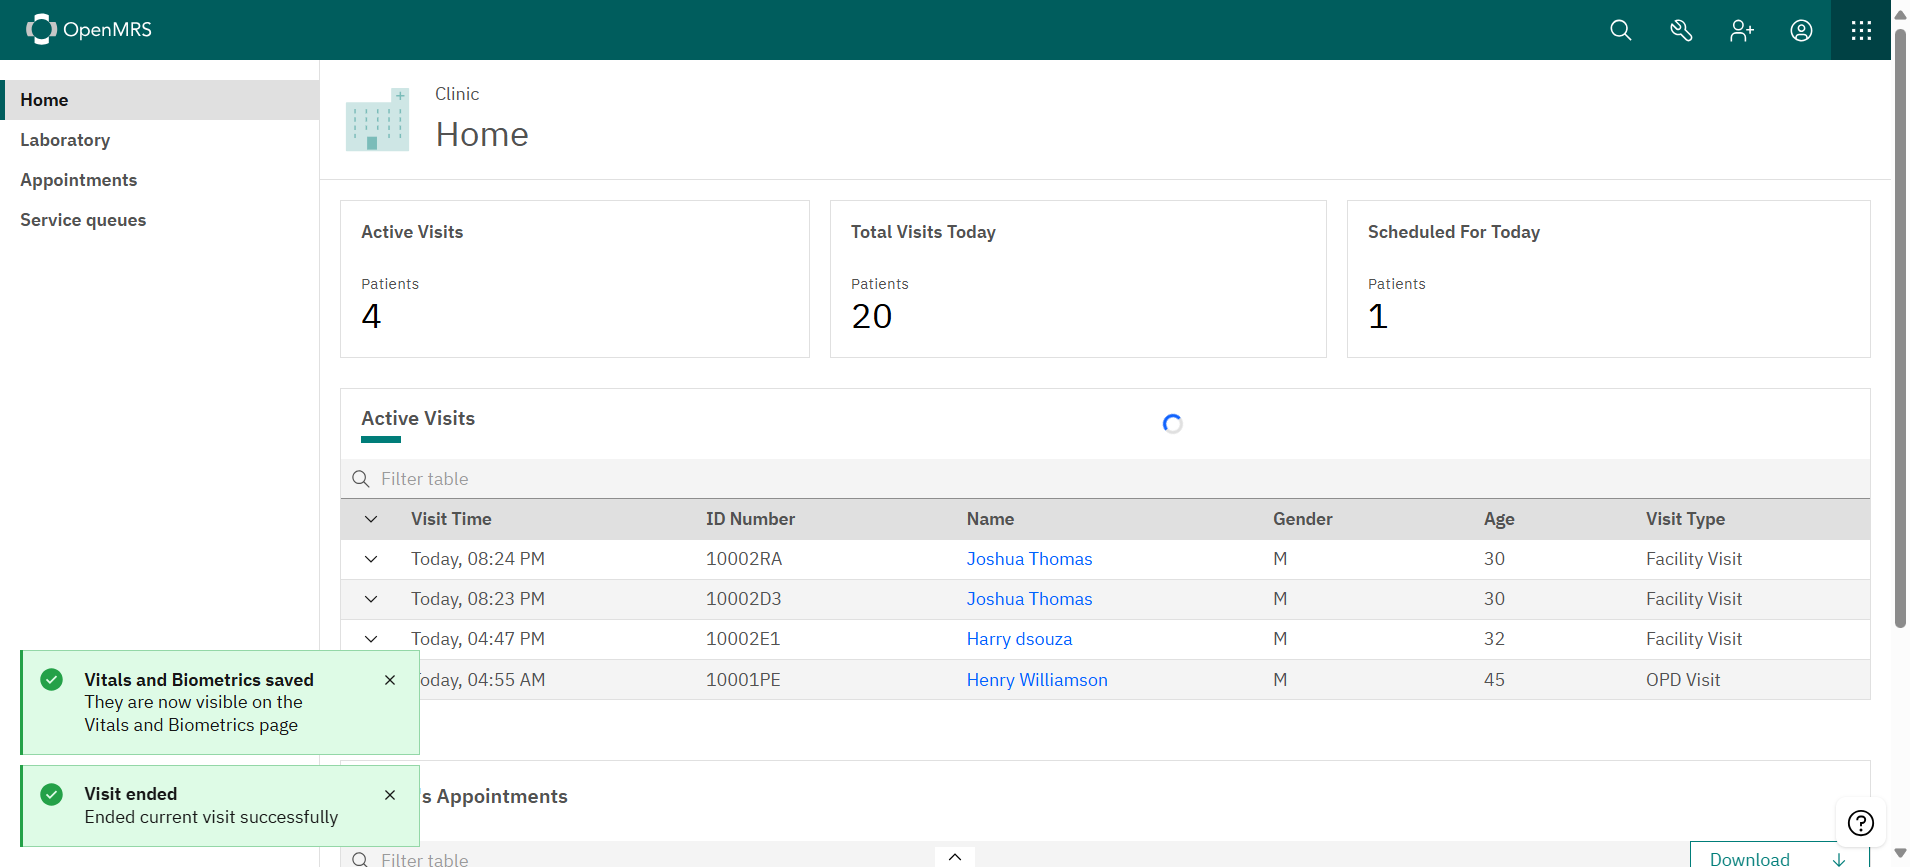 OpenMRS
Home
Laboratory
Appointments
Service queues
Clinic
Home
Active Visits
Patients
4
Total Visits Today
Patients
20
Scheduled For Today
Patients
1
Active Visits
Filter table
Visit Time ID Number Name Gender Age Visit Type
Today, 08:24 PM 10002RA Joshua Thomas M 30 Facility Visit
Today, 08:23 PM 10002D3 Joshua Thomas M 30 Facility Visit
Today, 04:47 PM 10002E1 Harry dsouza M 32 Facility Visit
oday, 04:55 AM 10001PE Henry Williamson M 45 OPD Visit
's Appointments
Filter table
Download
Vitals and Biometrics saved
They are now visible on the
Vitals and Biometrics page
Visit ended
Ended current visit successfully